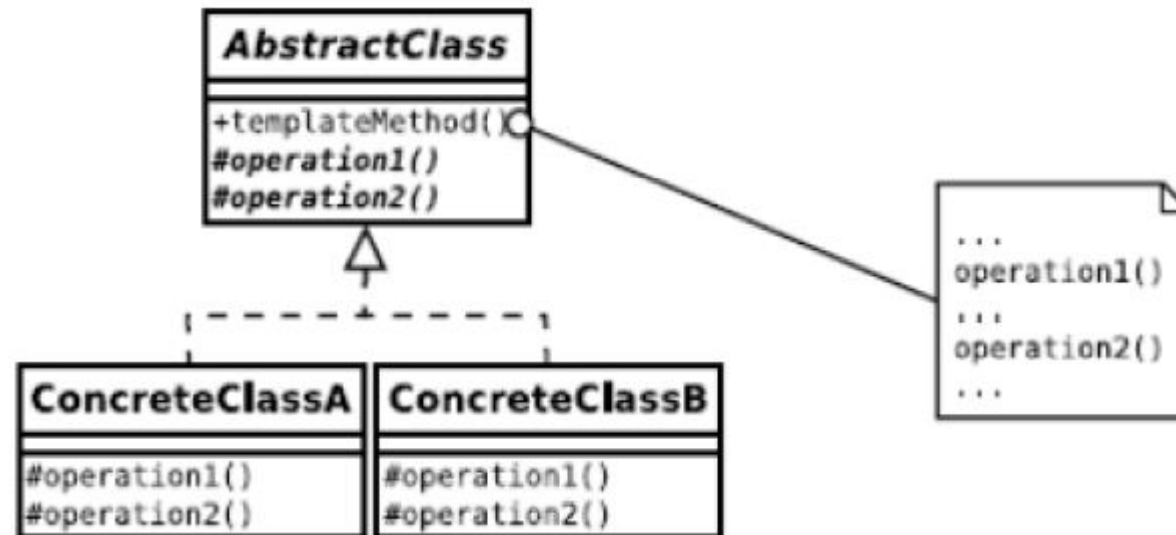 AbstractClass
+templateMethod()
#operation1()
#operation2()
...
operation1()
...
operation2()
...
ConcreteClassA
#operation1()
#operation2()
ConcreteClassB
#operation1()
#operation2()